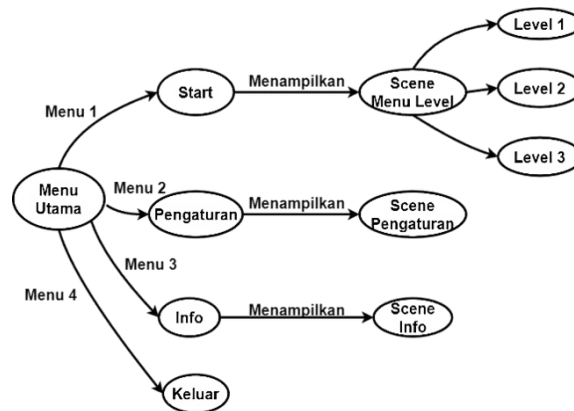 Level 1
Menampilkan
Start
Scene
Menu Level
Level 2
Menu 1
Level 3
Menu
Utama
Menu 2
Pengaturan
Menampilkan
Scene
Pengaturan
Menu 3
Menu 4
Info
Menampilkan
Scene
Info
Keluar